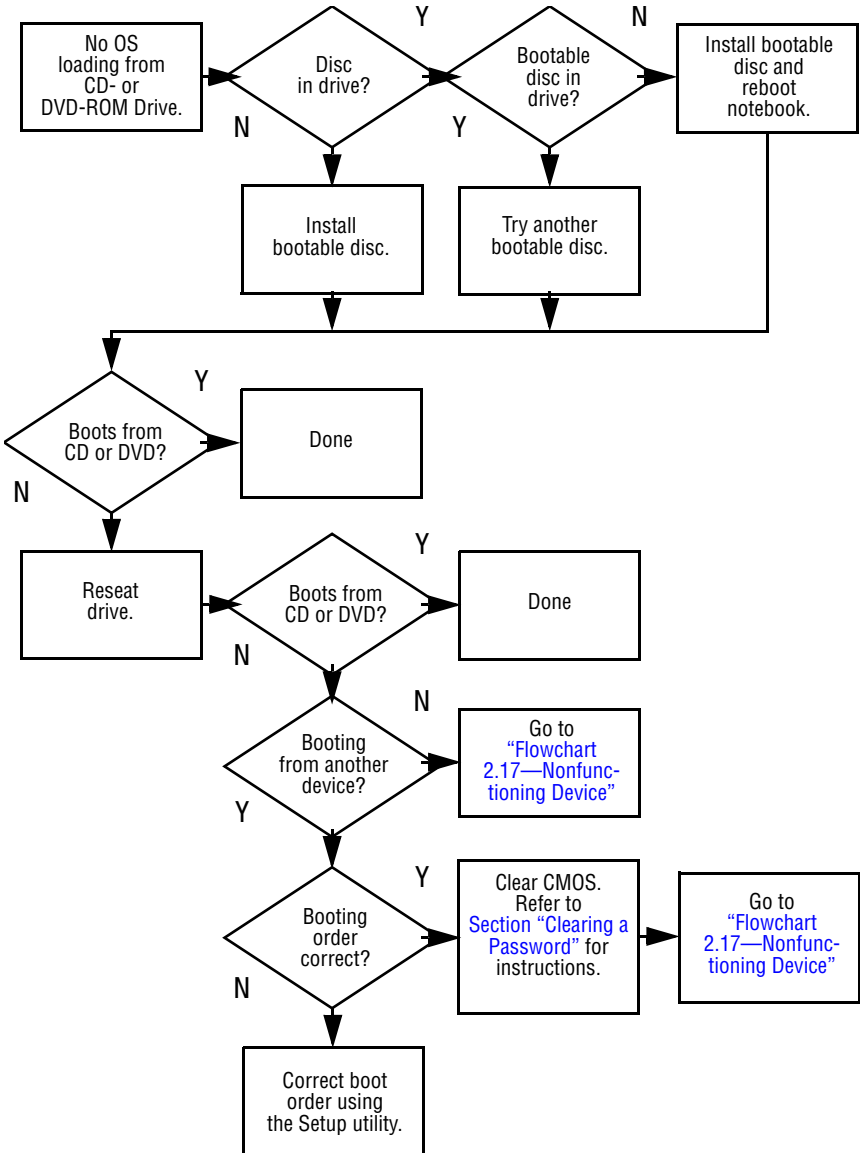 No OS
loading from
CD- or
DVD-ROM Drive.
Disc
in drive?
Y
N
Bootable
disc in
drive?
N
Y
Install bootable
disc and
reboot
notebook.
Install
bootable disc.
Try another
bootable disc.
Boots from
CD or DVD?
Y
N
Done
Reseat
drive.
Boots from
CD or DVD?
Y
N
Done
Booting
from another
device?
N
Y
Go to
“Flowchart
2.17—Nonfunc-
tioning Device”
Booting
order
correct?
Y
N
Clear CMOS.
Refer to
Section “Clearing a
Password” for
instructions.
Go to
“Flowchart
2.17—Nonfunc-
tioning Device”
Correct boot
order using
the Setup utility.